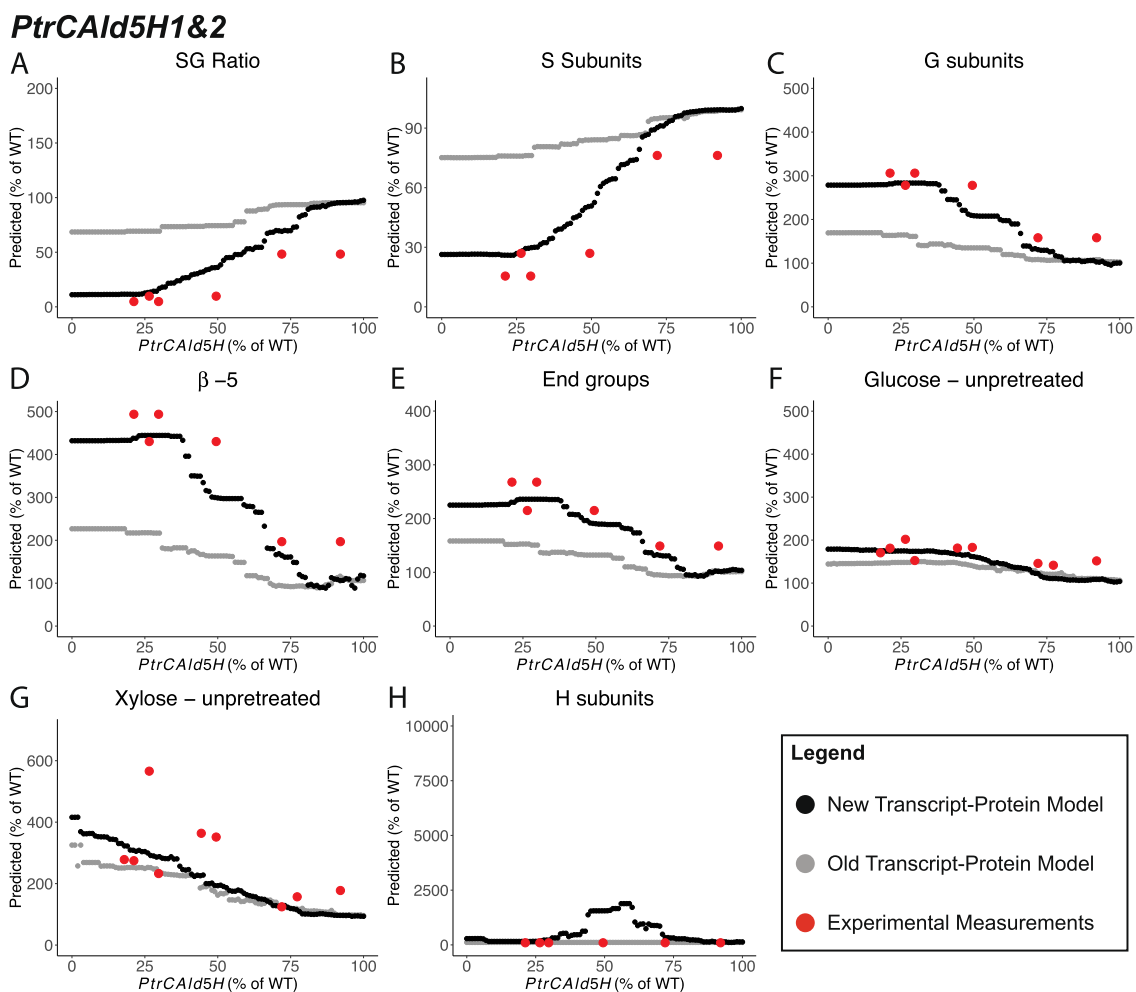 PtrCAld5H1&2
A
SG Ratio
Predicted (% of WT)
200
150
100
50
0
0 25 50 75 100
PtrCAld5H (% of WT)
B
S Subunits
Predicted (% of WT)
90
60
30
0
0 25 50 75 100
PtrCAld5H (% of WT)
C
G subunits
Predicted (% of WT)
500
400
300
200
100
0
0 25 50 75 100
PtrCAld5H (% of WT)
D
β −5
Predicted (% of WT)
500
400
300
200
100
0
0 25 50 75 100
PtrCAld5H (% of WT)
E
End groups
Predicted (% of WT)
400
300
200
100
0
0 25 50 75 100
PtrCAld5H (% of WT)
F
Glucose − unpretreated
Predicted (% of WT)
500
400
300
200
100
0
0 25 50 75 100
PtrCAld5H (% of WT)
G
Xylose − unpretreated
Predicted (% of WT)
600
400
200
0
0 25 50 75 100
PtrCAld5H (% of WT)
H
H subunits
Predicted (% of WT)
10000
7500
5000
2500
0
0 25 50 75 100
PtrCAld5H (% of WT)
Legend
New Transcript-Protein Model
Old Transcript-Protein Model
Experimental Measurements